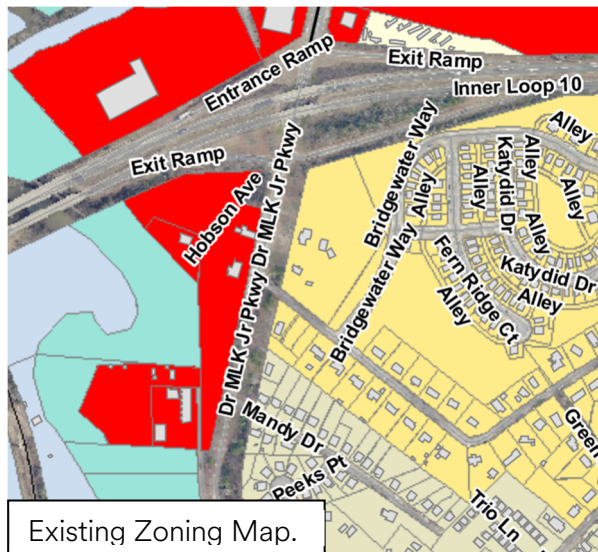 Entrance Ramp
Exit Ramp
Inner Loop 10
Exit Ramp
Hobson Ave
Dr MLK Jr Pkwy Dr MLK Jr Pkwy
Dr MLK Jr Pkwy
Bridgewater Way
Bridgewater Way
Alley
Alley
Alley
Katydid Dr
Alley
Alley
Alley
Katydid Dr
Alley
Fern Ridge Ct
Alley
Mandy Dr
Peeks Pt
Trio Ln
Green
Existing Zoning Map.